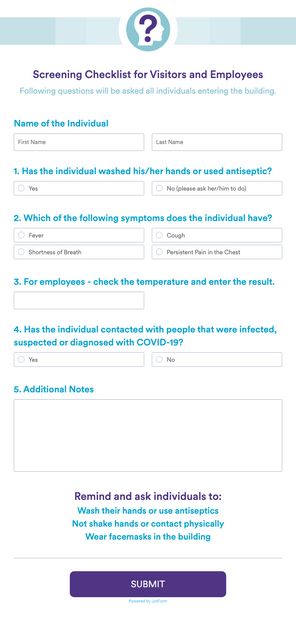 ?
Screening Checklist for Visitors and Employees
Following questions will be asked all individuals entering the building.
Name of the Individual
First Name
Last Name
1. Has the individual washed his/her hands or used antiseptic?
Yes
No (please ask her/him to do)
2. Which of the following symptoms does the individual have?
Fever
Cough
Shortness of Breath
Persistent Pain in the Chest
3. For employees - check the temperature and enter the result.
4. Has the individual contacted with people that were infected,
suspected or diagnosed with COVID-19?
Yes
No
5. Additional Notes
Remind and ask individuals to:
Wash their hands or use antiseptics
Not shake hands or contact physically
Wear facemasks in the building
SUBMIT
Powered by JotForm